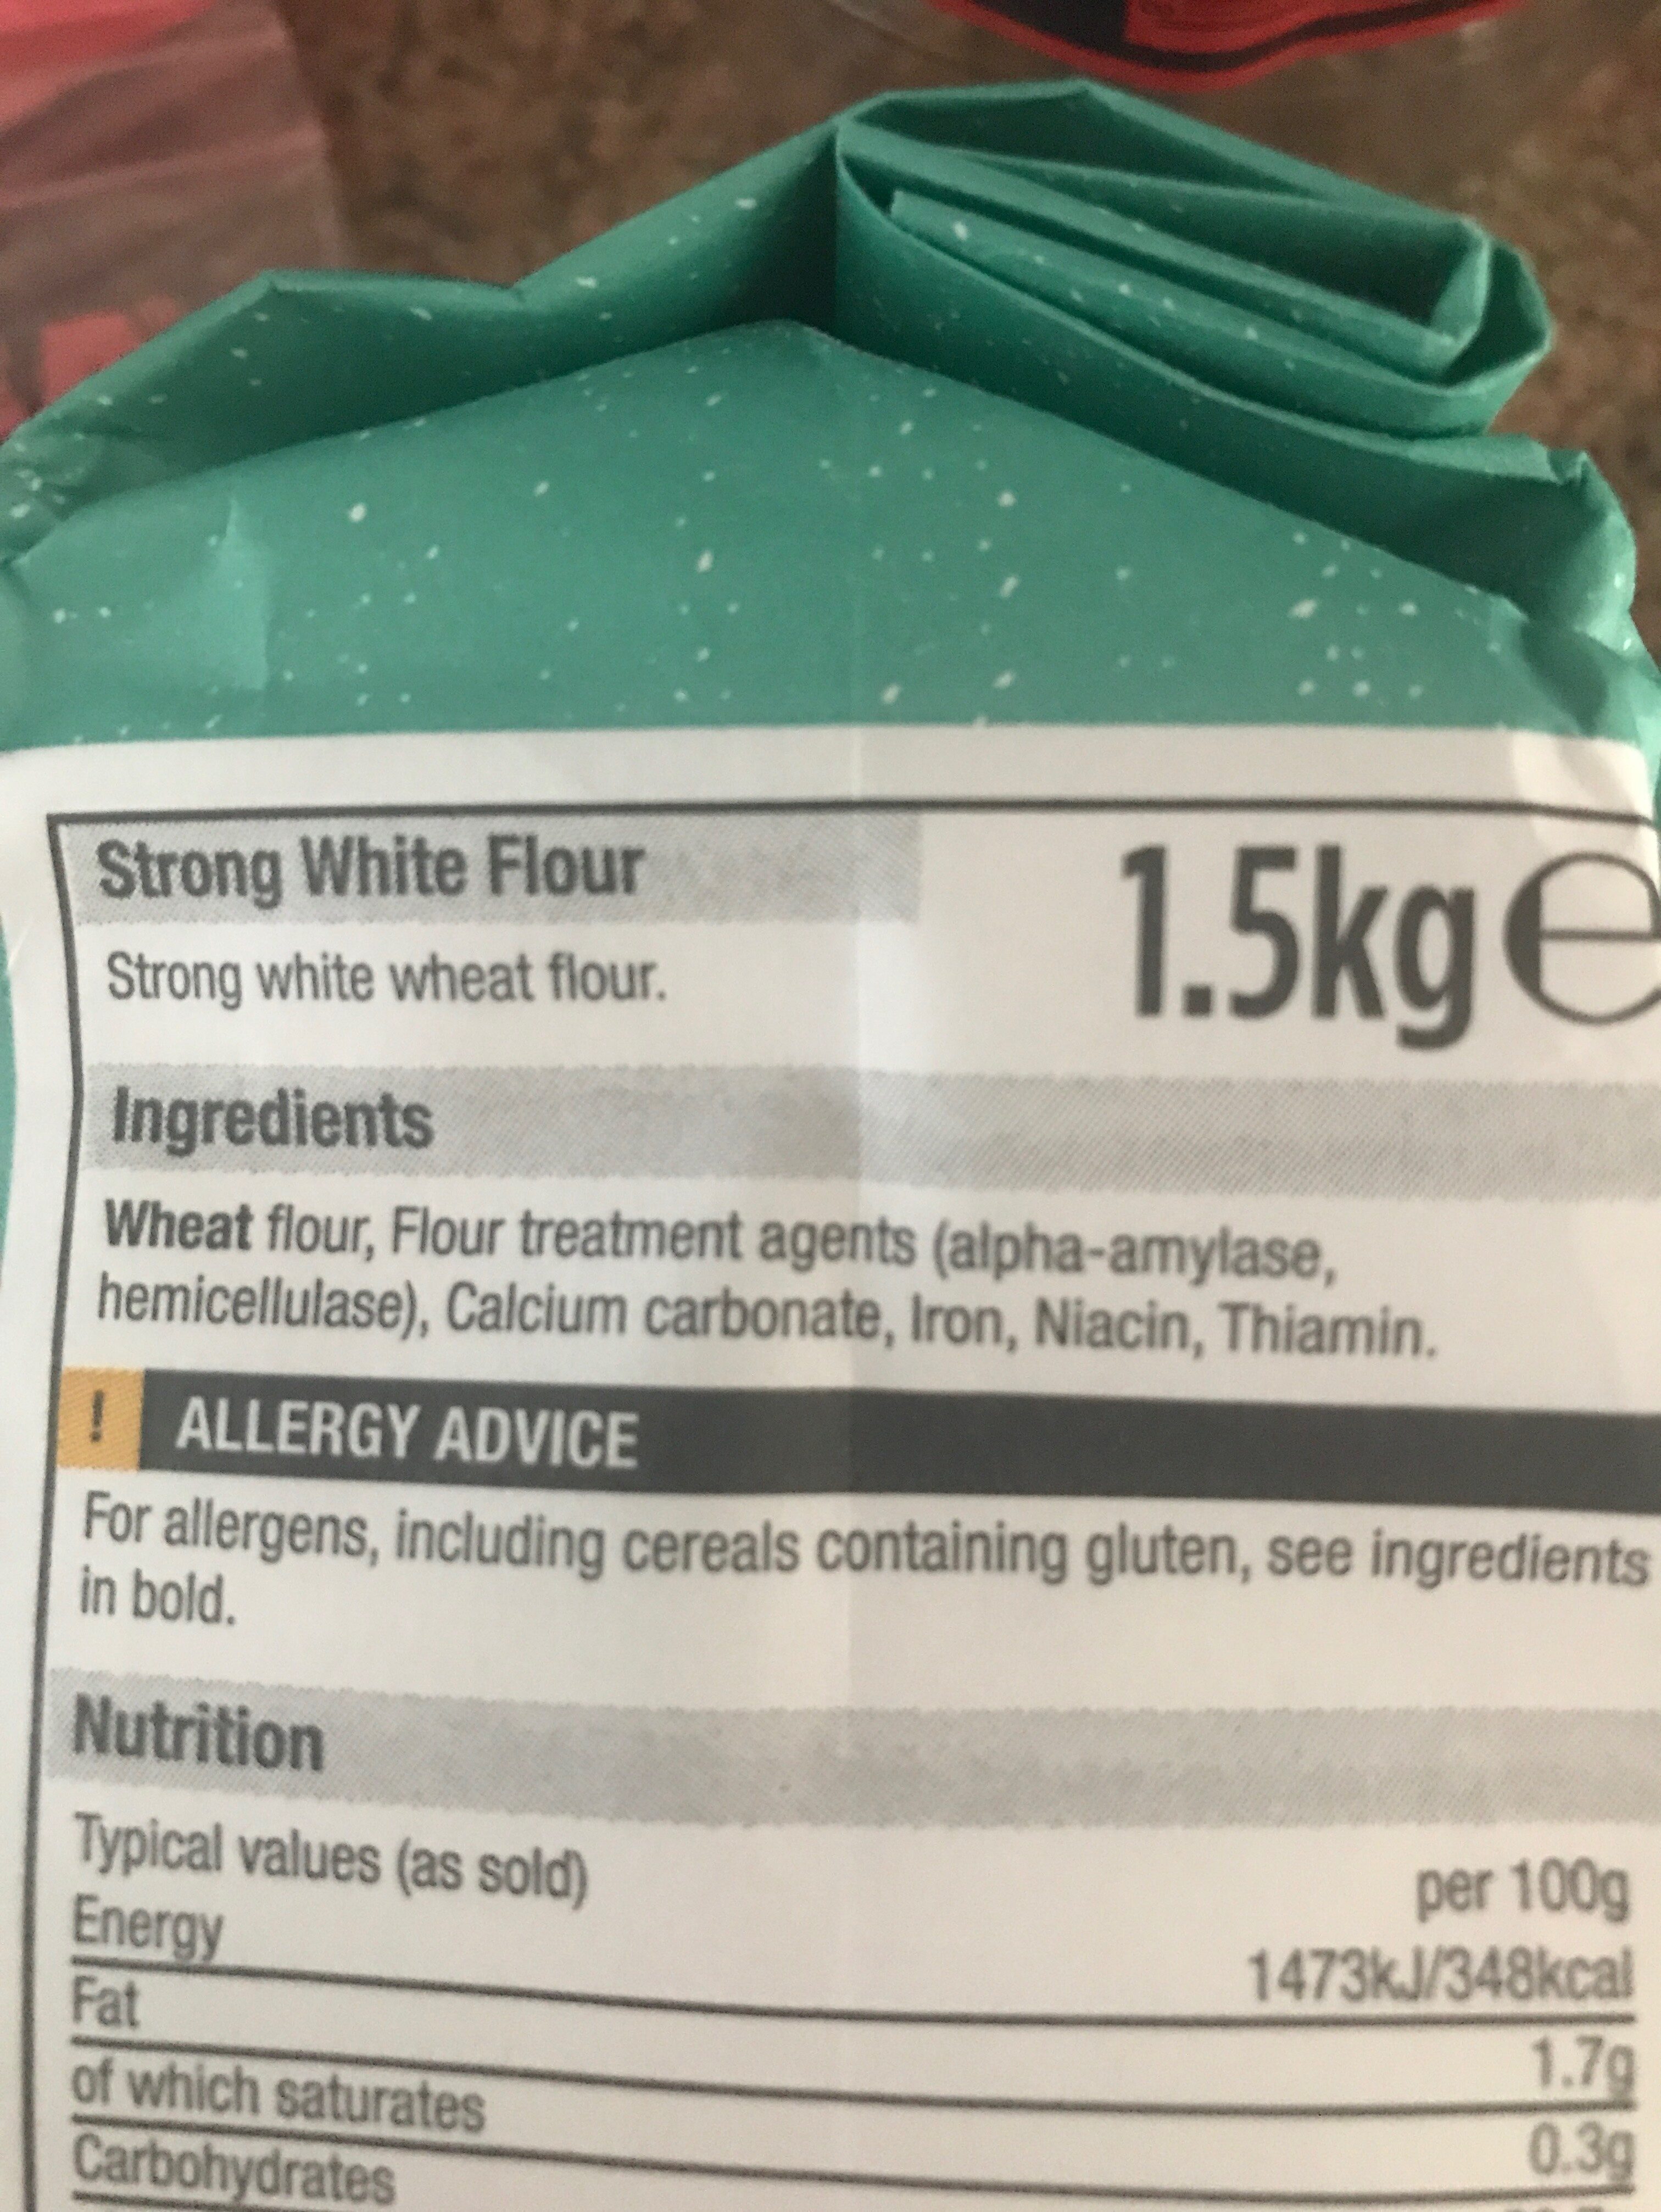 Strong White Flour
1.5kg e
Strong white wheat flour.
Ingredients
Wheat flour, Flour treatment agents (alpha-amylase,
hemicellulase), Calcium carbonate, Iron, Niacin, Thiamin.
! ALLERGY ADVICE
For allergens, including cereals containing gluten, see ingredients
in bold.
Nutrition
Typical values (as sold) per 100g
Energy 1473kJ/348kcal
Fat 1.7g
of which saturates 0.3g
Carbohydrates